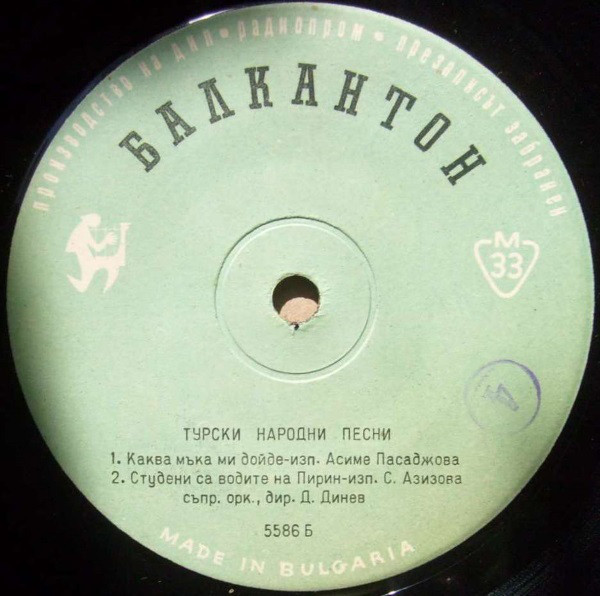 производство на дип • радиопром • презаписът забранен
БАЛКАНТОН
М
33
4
ТУРСКИ НАРОДНИ ПЕСНИ
1. Каква мъка ми дойде-изп. Асиме Пасаджова
2. Студени са водите на Пирин-изп. С. Азизова
съпр. орк., дир. Д. Динев
5586 Б
MADE IN BULGARIA